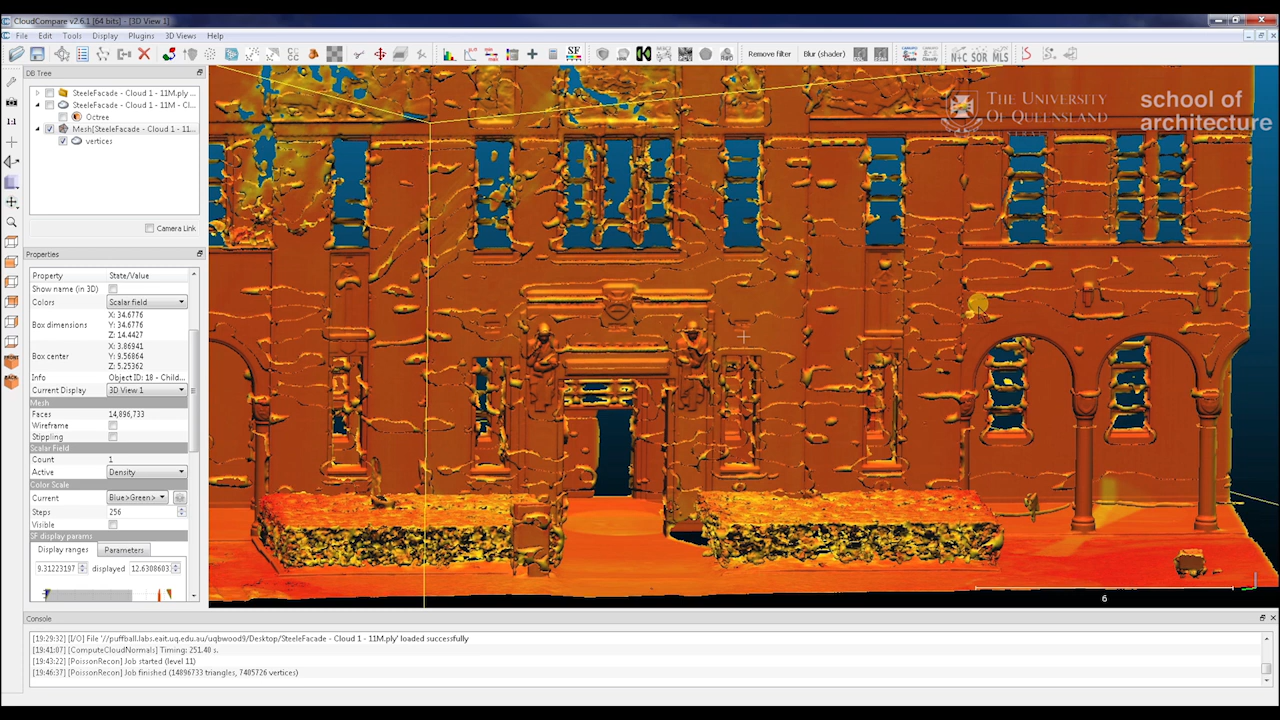 CloudCompare v2.6.1 [64 bits] - [3D View 1]
File Edit Tools Display Plugins 3D Views Help
1:1
SF
Remove filter
Blur (shader)
N+C SOR MLS
DB Tree
SteeleFacade - Cloud 1 - 11M.ply ...
SteeleFacade - Cloud 1 - 11M - Cl...
Octree
Mesh[SteeleFacade - Cloud 1 - 11...
vertices
Camera Link
Properties
Property State/Value
Show name (in 3D)
Colors Scalar field
Box dimensions
X: 34.6776
Y: 34.6776
Z: 14.4427
Box center
X: 3.86941
Y: 9.56864
Z: 5.25362
Info Object ID: 18 - Child...
Current Display 3D View 1
Mesh
Faces 14,896,733
Wireframe
Stippling
Scalar Field
Count 1
Active Density
Color Scale
Current Blue>Green>
Steps 256
Visible
SF display params
Display ranges Parameters
9.31223197 displayed 12.6308603
FRONT
BACK
THE UNIVERSITY
OF QUEENSLAND
school of
architecture
6
Console
[19:29:32] [I/O] File '//puffball.labs.eait.uq.edu.au/uqbwood9/Desktop/SteeleFacade - Cloud 1 - 11M.ply' loaded successfully
[19:41:07] [ComputeCloudNormals] Timing: 251.40 s.
[19:43:22] [PoissonRecon] Job started (level 11)
[19:46:37] [PoissonRecon] Job finished (14896733 triangles, 7405726 vertices)